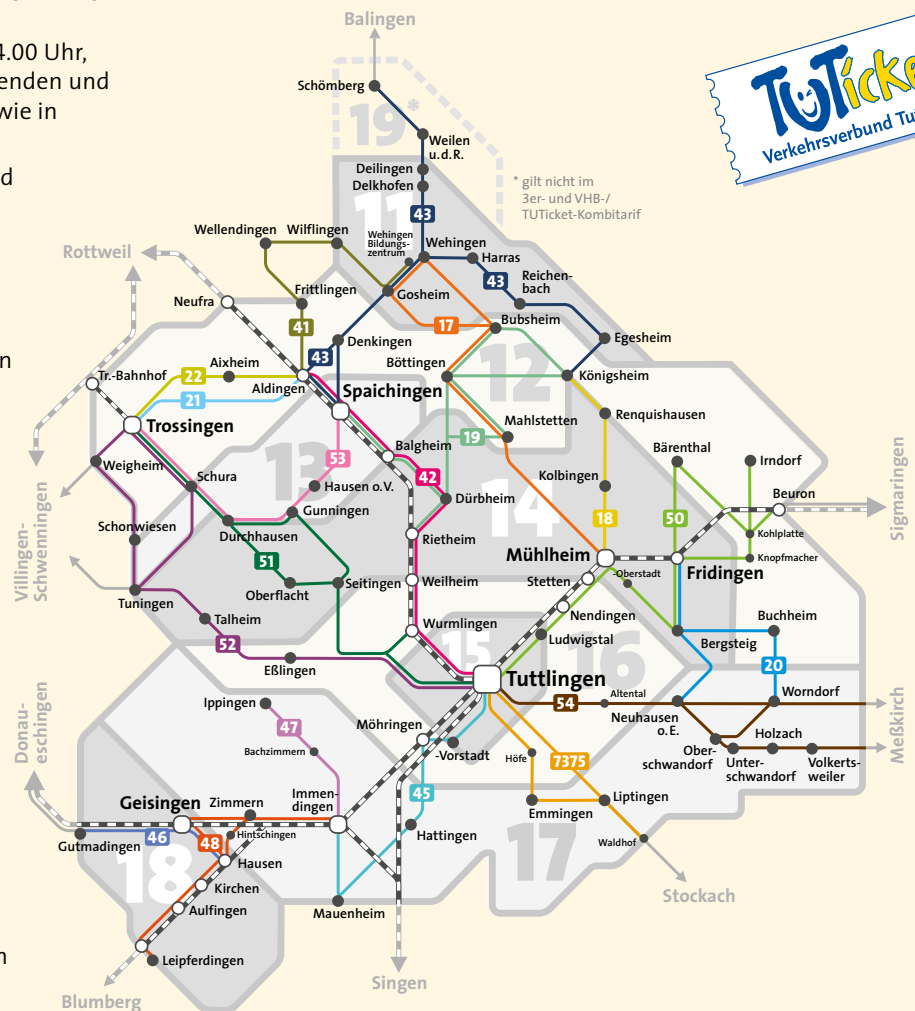 4.00 Uhr,
enden und
wie in
d
n
n
Balingen
Schömberg
19*
Weilen
u.d.R.
Deilingen
Delkhofen
* gilt nicht im
3er- und VHB-/
TUTicket-Kombitarif
TUTicke
Verkehrsverbund Tu
11
43
Wellendingen
Wilflingen
Wehingen
Bildungs-
zentrum
Wehingen
Harras
43
Reichen-
bach
Rottweil
Neufra
Frittlingen
Gosheim
41
17
Bubsheim
Egesheim
43
Denkingen
Böttingen
12
Königsheim
Tr.-Bahnhof
22
Aixheim
Aldingen
21
Spaichingen
Trossingen
Mahlstetten
Renquishausen
19
Balgheim
Weigheim
Schura
13
53
42
Bärenthal
Irndorf
Hausen o.V.
Kolbingen
Dürbheim
14
Beuron
Sigmaringen
Gunningen
Villingen-
Schwenningen
Schonwiesen
Durchhausen
18
50
Kohlplatte
Rietheim
Mühlheim
Knopfmacher
51
Fridingen
Oberflacht
Seitingen
Weilheim
Stetten
-Oberstadt
Tuningen
Talheim
Wurmlingen
Nendingen
Buchheim
52
Ludwigstal
Bergsteig
15
16
Eßlingen
20
Tuttlingen
Worndorf
Donau-
eschingen
Ippingen
54
Altental
Neuhausen
o.E.
Meßkirch
47
Möhringen
Holzach
Bachzimmern
-Vorstadt
Höfe
7375
Ober-
schwandorf
Unter-
schwandorf
Volkerts-
weiler
Geisingen
Zimmern
Immen-
dingen
45
Liptingen
Emmingen
46
48
Hintschingen
Gutmadingen
Hattingen
Waldhof
18
Hausen
17
Kirchen
Aulfingen
Mauenheim
Stockach
Leipferdingen
Singen
Blumberg